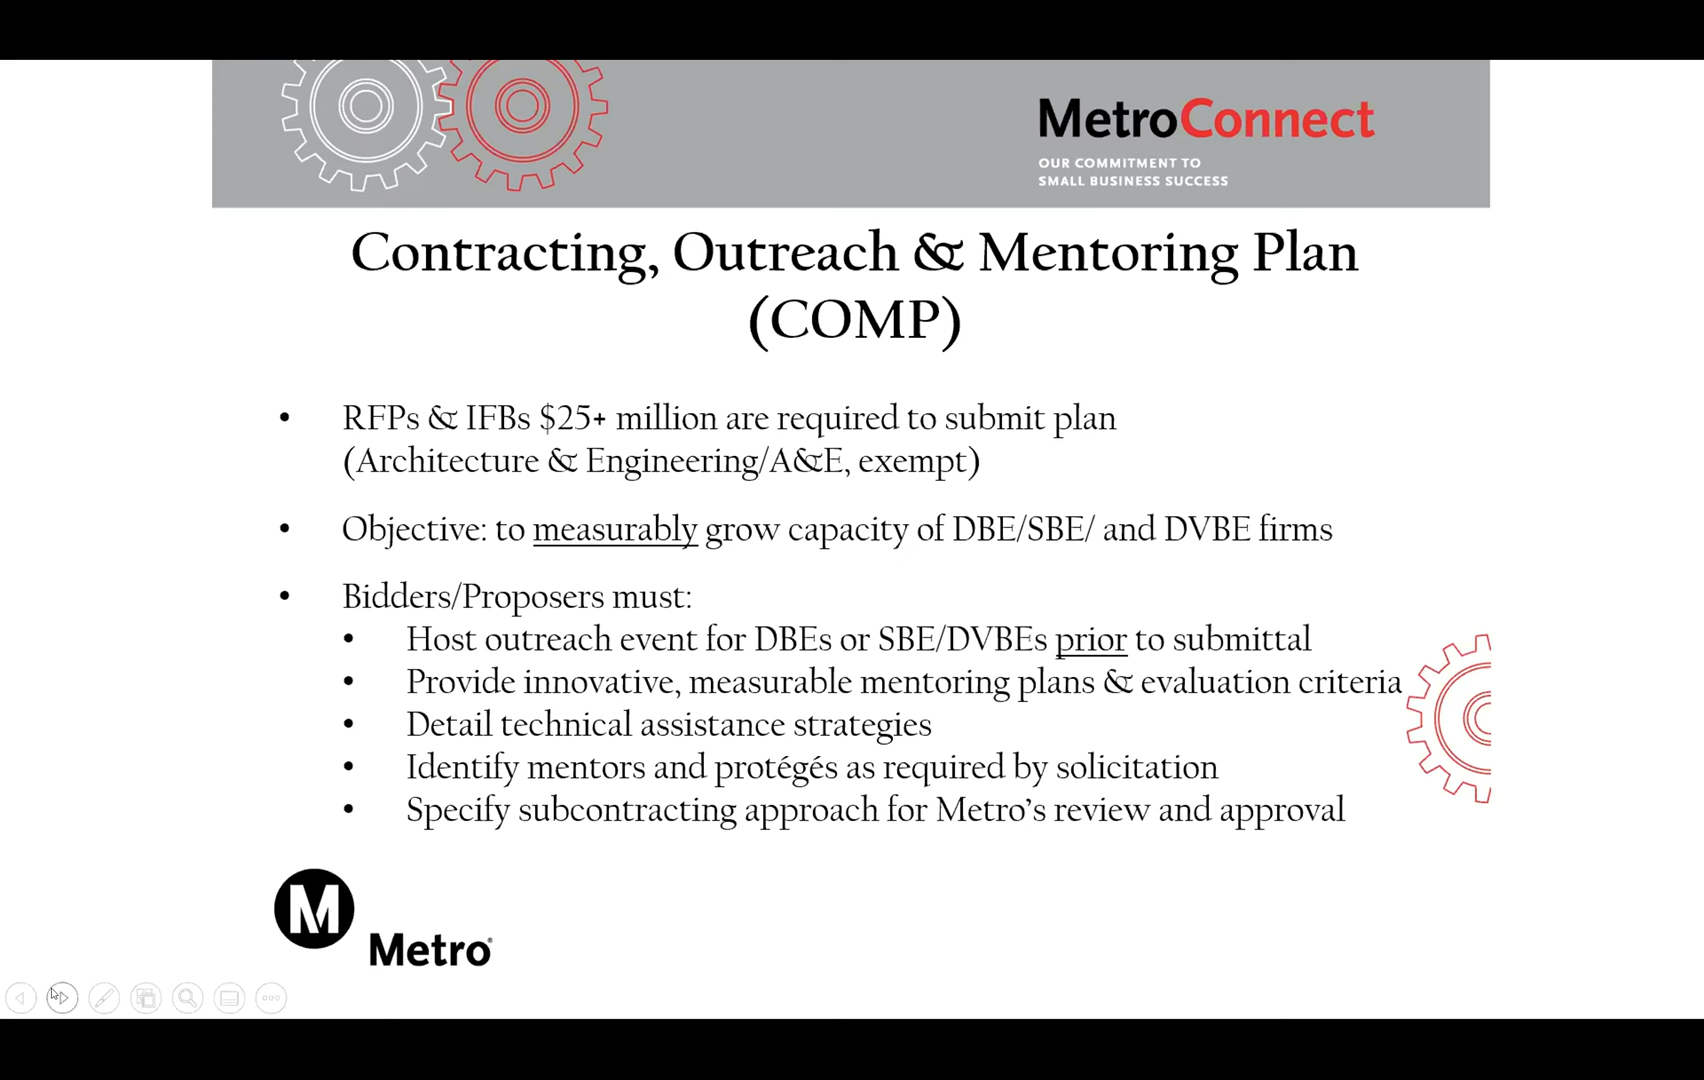 MetroConnect
OUR COMMITMENT TO
SMALL BUSINESS SUCCESS
Contracting, Outreach & Mentoring Plan
(COMP)
• RFPs & IFBs $25+ million are required to submit plan
(Architecture & Engineering/A&E, exempt)
• Objective: to measurably grow capacity of DBE/SBE/ and DVBE firms
• Bidders/Proposers must:
• Host outreach event for DBEs or SBE/DVBEs prior to submittal
• Provide innovative, measurable mentoring plans & evaluation criteria
• Detail technical assistance strategies
• Identify mentors and protégés as required by solicitation
• Specify subcontracting approach for Metro’s review and approval
M
Metro